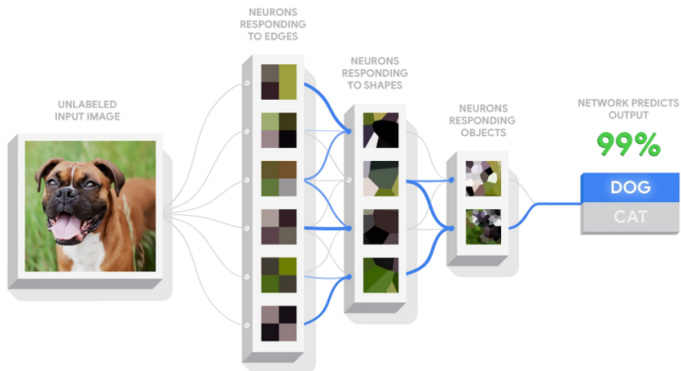 UNLABELED
INPUT IMAGE
NEURONS
RESPONDING
TO EDGES
NEURONS
RESPONDING
TO SHAPES
NEURONS
RESPONDING
OBJECTS
NETWORK PREDICTS
OUTPUT
99%
DOG
CAT